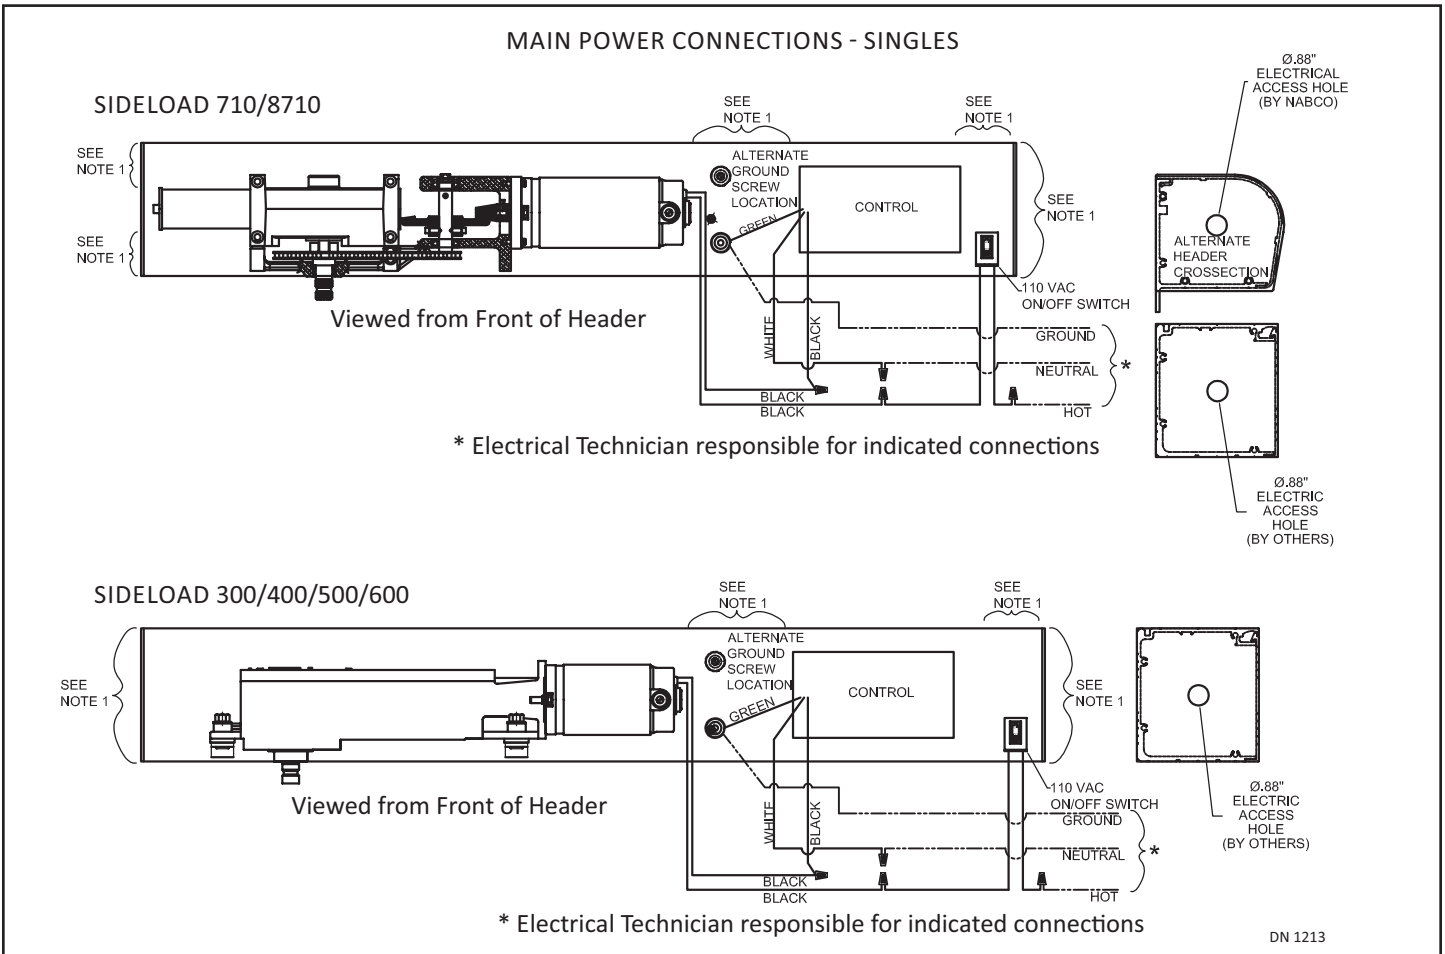 MAIN POWER CONNECTIONS - SINGLES
SIDELOAD 710/8710
SEE
NOTE 1
SEE
NOTE 1
SEE
NOTE 1
SEE
NOTE 1
SEE
NOTE 1
ALTERNATE
GROUND
SCREW
LOCATION
GREEN
CONTROL
110 VAC
ON/OFF SWITCH
Viewed from Front of Header
WHITE
BLACK
GROUND
NEUTRAL
*
BLACK
BLACK
HOT
* Electrical Technician responsible for indicated connections
Ø.88"
ELECTRICAL
ACCESS HOLE
(BY NABCO)
ALTERNATE
HEADER
CROSSECTION
Ø.88"
ELECTRIC
ACCESS
HOLE
(BY OTHERS)
SIDELOAD 300/400/500/600
SEE
NOTE 1
SEE
NOTE 1
SEE
NOTE 1
SEE
NOTE 1
ALTERNATE
GROUND
SCREW
LOCATION
GREEN
CONTROL
110 VAC
ON/OFF SWITCH
Viewed from Front of Header
WHITE
BLACK
GROUND
NEUTRAL
*
BLACK
BLACK
HOT
* Electrical Technician responsible for indicated connections
Ø.88"
ELECTRIC
ACCESS
HOLE
(BY OTHERS)
DN 1213